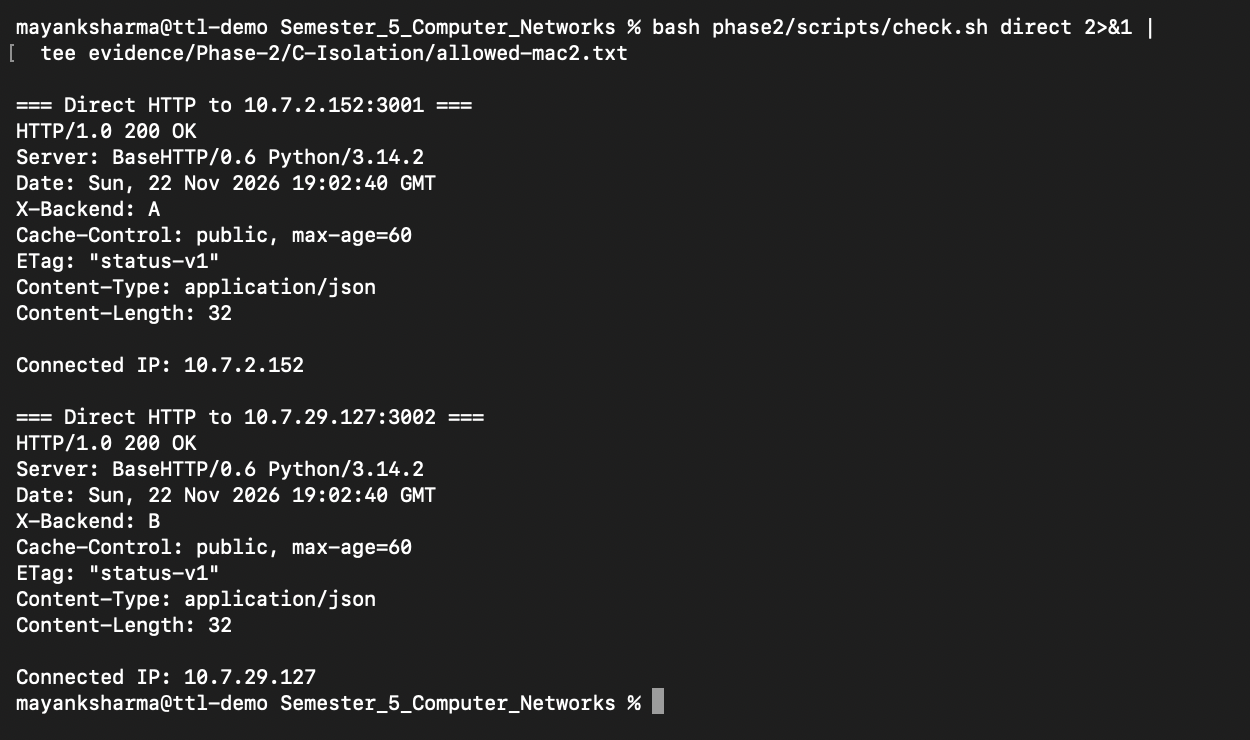 mayanksharma@ttl-demo Semester_5_Computer_Networks % bash phase2/scripts/check.sh direct 2>&1 |
[  tee evidence/Phase-2/C-Isolation/allowed-mac2.txt
=== Direct HTTP to 10.7.2.152:3001 ===
HTTP/1.0 200 OK
Server: BaseHTTP/0.6 Python/3.14.2
Date: Sun, 22 Nov 2026 19:02:40 GMT
X-Backend: A
Cache-Control: public, max-age=60
ETag: "status-v1"
Content-Type: application/json
Content-Length: 32
Connected IP: 10.7.2.152
=== Direct HTTP to 10.7.29.127:3002 ===
HTTP/1.0 200 OK
Server: BaseHTTP/0.6 Python/3.14.2
Date: Sun, 22 Nov 2026 19:02:40 GMT
X-Backend: B
Cache-Control: public, max-age=60
ETag: "status-v1"
Content-Type: application/json
Content-Length: 32
Connected IP: 10.7.29.127
mayanksharma@ttl-demo Semester_5_Computer_Networks %